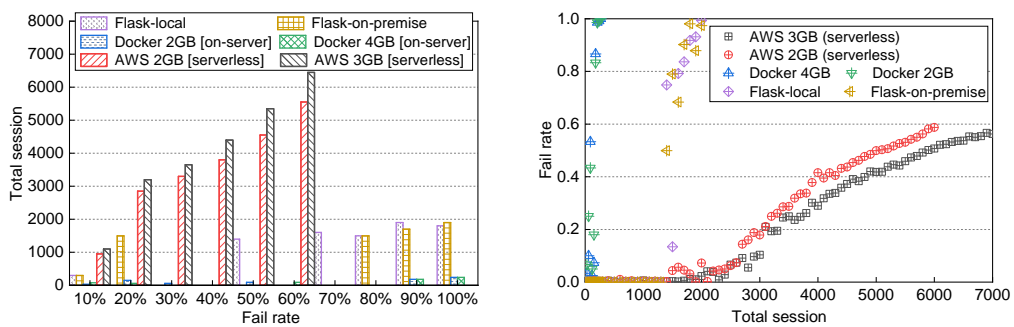 8000
7000
6000
5000
4000
3000
2000
1000
0
Total session
Flask-local
Flask-on-premise
Docker 2GB [on-server]
Docker 4GB [on-server]
AWS 2GB [serverless]
AWS 3GB [serverless]
10% 20% 30% 40% 50% 60% 70% 80% 90% 100%
Fail rate
1.0
0.8
0.6
0.4
0.2
0.0
Fail rate
AWS 3GB (serverless)
AWS 2GB (serverless)
Docker 4GB Docker 2GB
Flask-local Flask-on-premise
0 1000 2000 3000 4000 5000 6000 7000
Total session